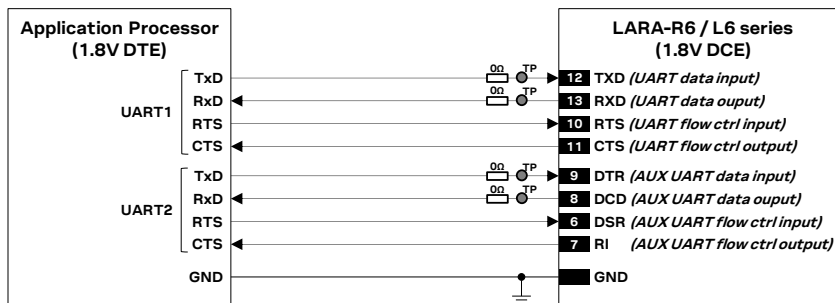 Application Processor
(1.8V DTE)
LARA-R6 / L6 series
(1.8V DCE)
UART1
TxD 0Ω TP 12 TXD (UART data input)
RxD 0Ω TP 13 RXD (UART data ouput)
RTS 10 RTS (UART flow ctrl input)
CTS 11 CTS (UART flow ctrl output)
UART2
TxD 0Ω TP 9 DTR (AUX UART data input)
RxD 0Ω TP 8 DCD (AUX UART data ouput)
RTS 6 DSR (AUX UART flow ctrl input)
CTS 7 RI (AUX UART flow ctrl output)
GND GND